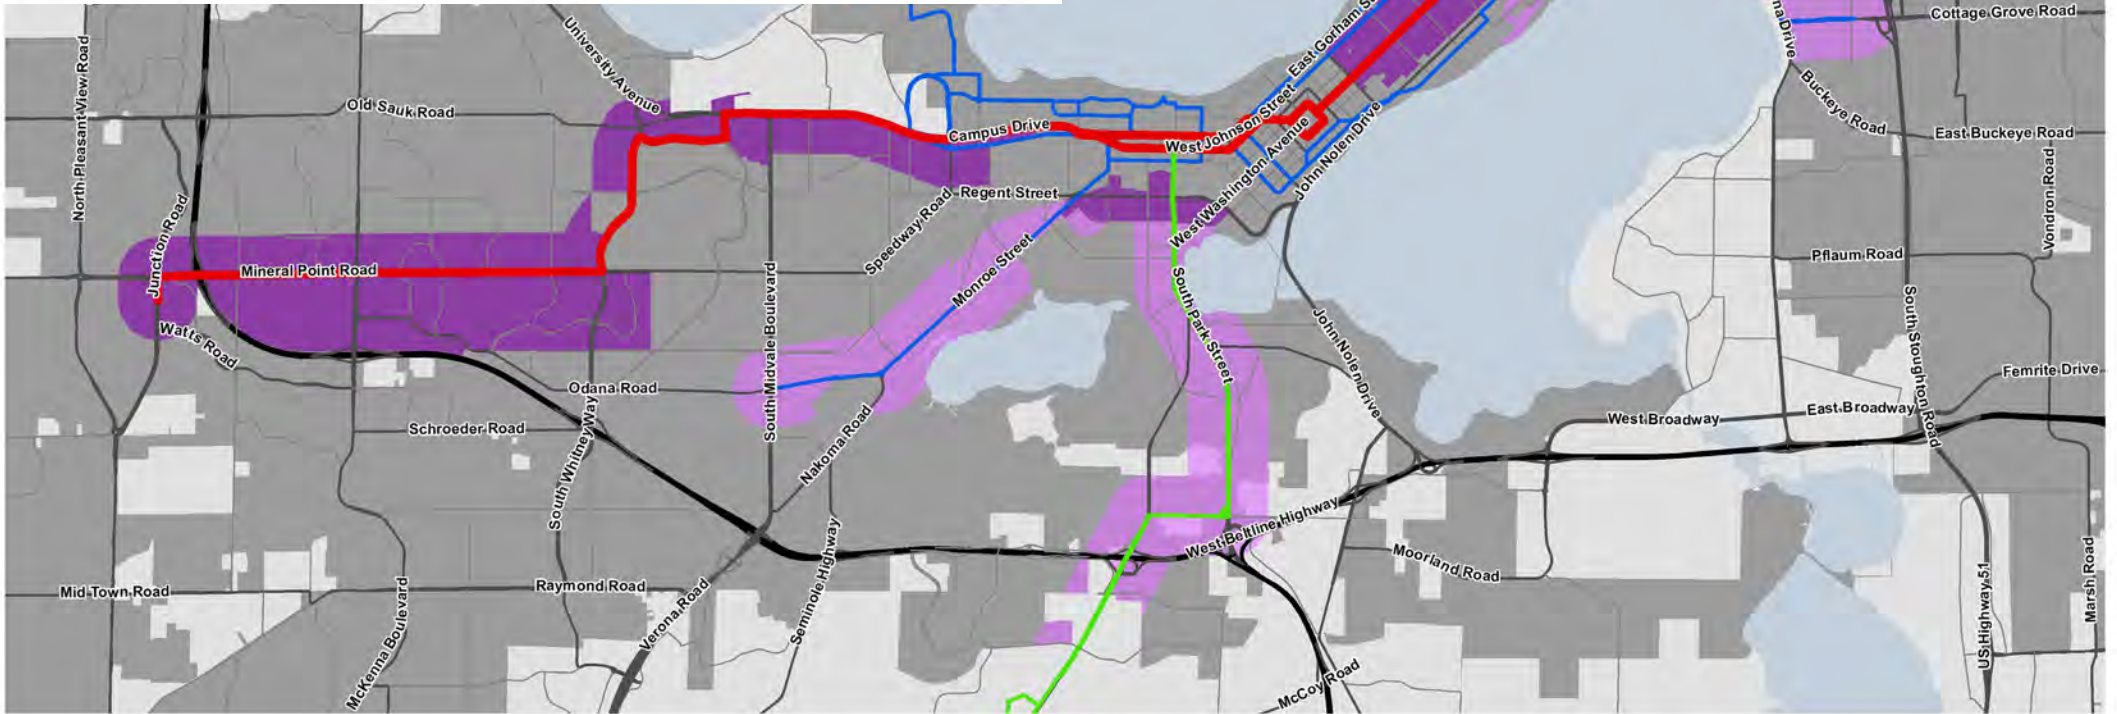 Cottage Grove Road
University Avenue
East Gorham
North Pleasant View Road
Old Sauk Road
Campus Drive
West Johnson Street
Buckeye Road
East Buckeye Road
West Washington Avenue
John Nolen Drive
Regent Street
Speedway Road
Vondron Road
Junction Road
Mineral Point Road
Monroe Street
Pflaum Road
South Park Street
South Midvale Boulevard
Watts Road
John Nolen Drive
South Stoughton Road
Odana Road
Femrite Drive
Schroeder Road
South Whitney Way
Nakoma Road
West Broadway
East Broadway
West Beltline Highway
Moorland Road
Seminole Highway
Mid Town Road
Raymond Road
McKenna Boulevard
Verona Road
US Highway 51
Marsh Road
McCoy Road